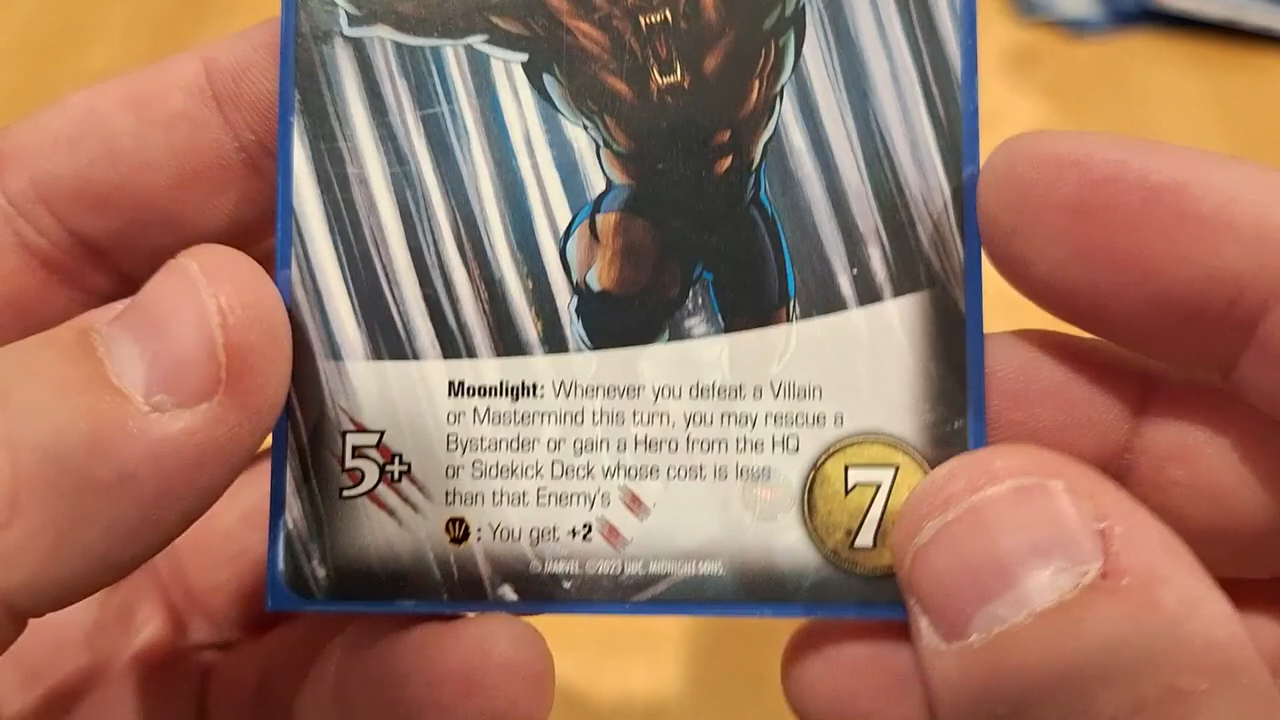 Moonlight: Whenever you defeat a Villain
or Mastermind this turn, you may rescue a
Bystander or gain a Hero from the HQ
or Sidekick Deck whose cost is less
than that Enemy's
: You get +2
5+
7
© MARVEL. ©2023 UDC. MIDNIGHT SONS.